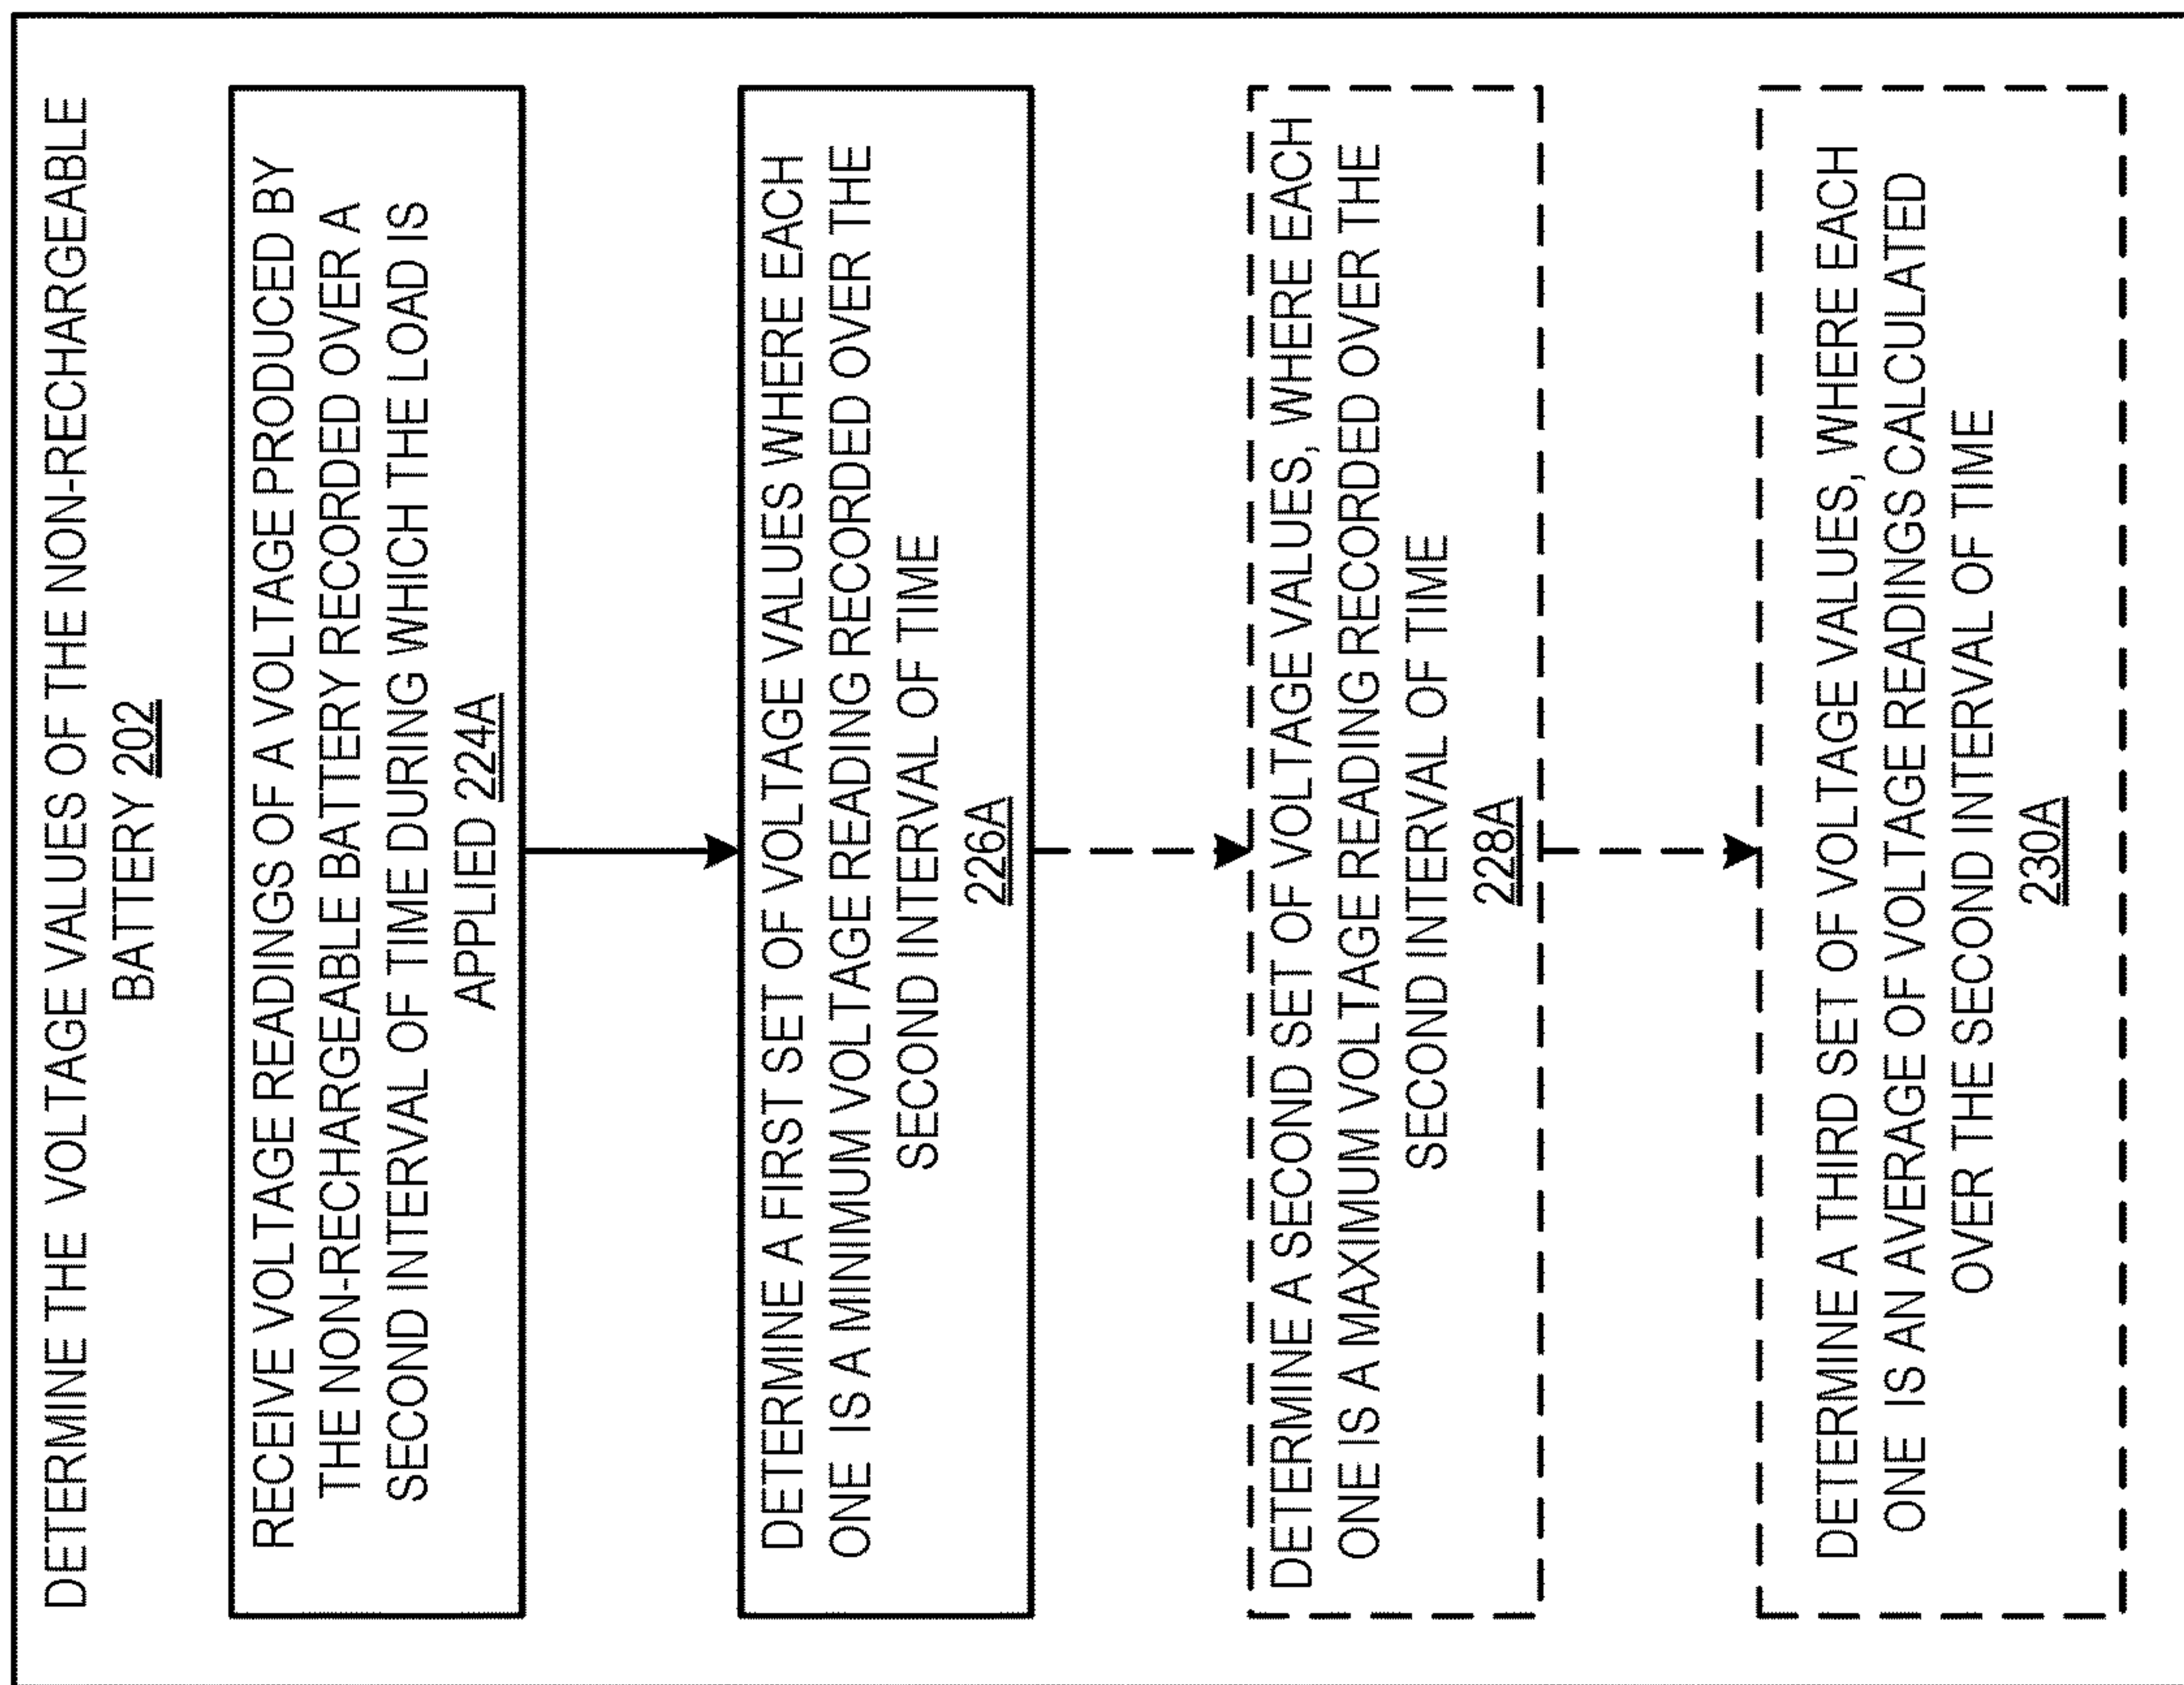 DETERMINE THE VOLTAGE VALUES OF THE NON-RECHARGEABLE
BATTERY 202
RECEIVE VOLTAGE READINGS OF A VOLTAGE PRODUCED BY
THE NON-RECHARGEABLE BATTERY RECORDED OVER A
SECOND INTERVAL OF TIME DURING WHICH THE LOAD IS
APPLIED 224A
DETERMINE A FIRST SET OF VOLTAGE VALUES WHERE EACH
ONE IS A MINIMUM VOLTAGE READING RECORDED OVER THE
SECOND INTERVAL OF TIME
226A
DETERMINE A SECOND SET OF VOLTAGE VALUES, WHERE EACH
ONE IS A MAXIMUM VOLTAGE READING RECORDED OVER THE
SECOND INTERVAL OF TIME
228A
DETERMINE A THIRD SET OF VOLTAGE VALUES, WHERE EACH
ONE IS AN AVERAGE OF VOLTAGE READINGS CALCULATED
OVER THE SECOND INTERVAL OF TIME
230A